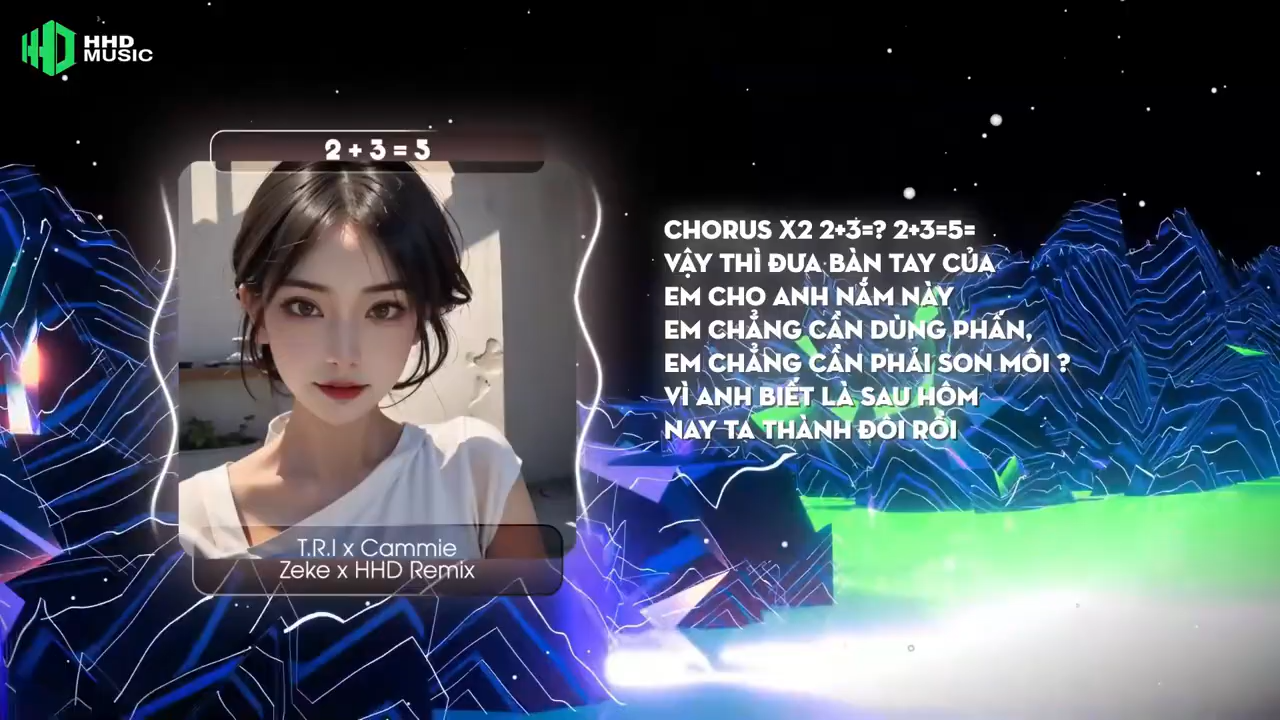 HHD
MUSIC
2 + 3 = 5
T.R.I x Cammie
Zeke x HHD Remix
CHORUS X2 2+3=? 2+3=5=
VẬY THÌ ĐƯA BÀN TAY CỦA
EM CHO ANH NẮM NÀY
EM CHẲNG CẦN DÙNG PHẤN,
EM CHẲNG CẦN PHẢI SON MÔI ?
VÌ ANH BIẾT LÀ SAU HÔM
NAY TA THÀNH ĐÔI RỒI